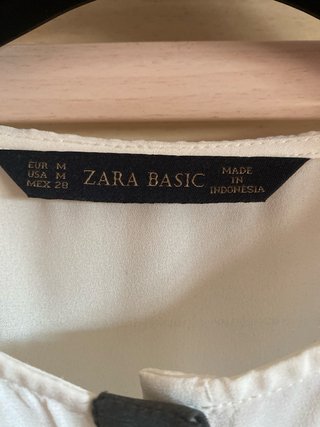 EUR M
USA M
MEX 28
ZARA BASIC
MADE
IN
INDONESIA